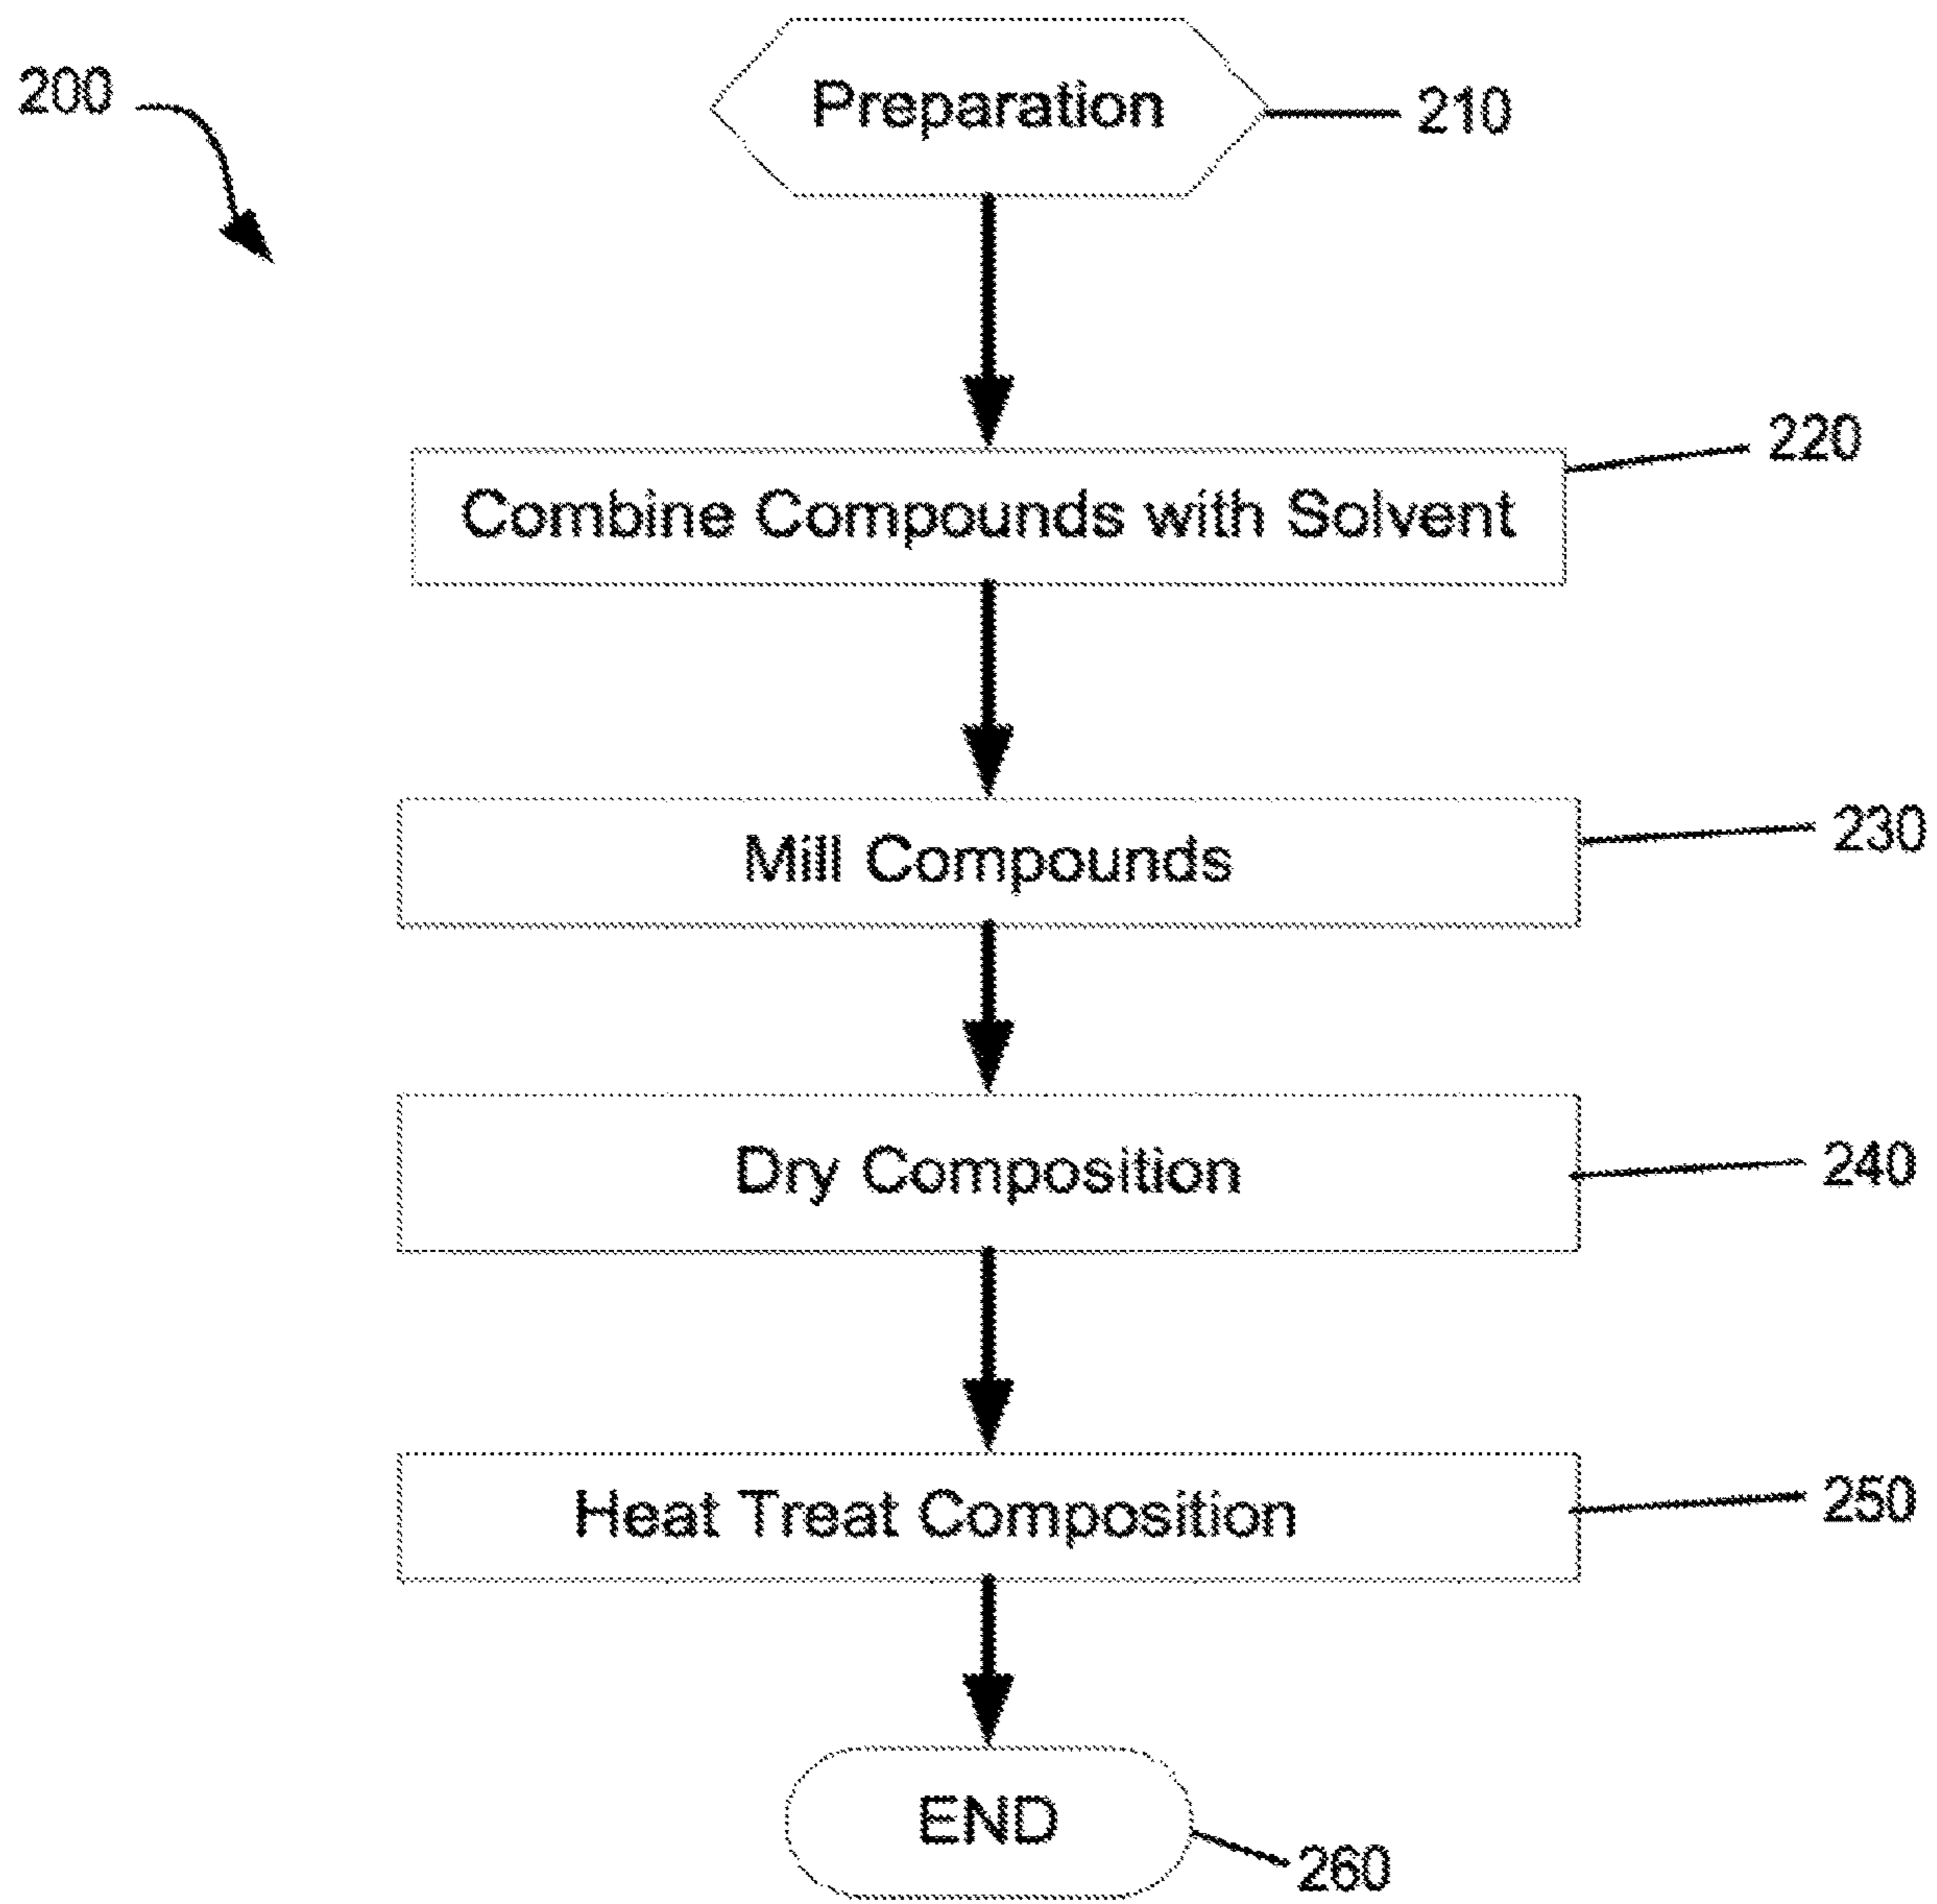 200
Preparation
210
220
Combine Compounds with Solvent
230
Mill Compounds
Dry Composition
240
Heat Treat Composition
250
END
260